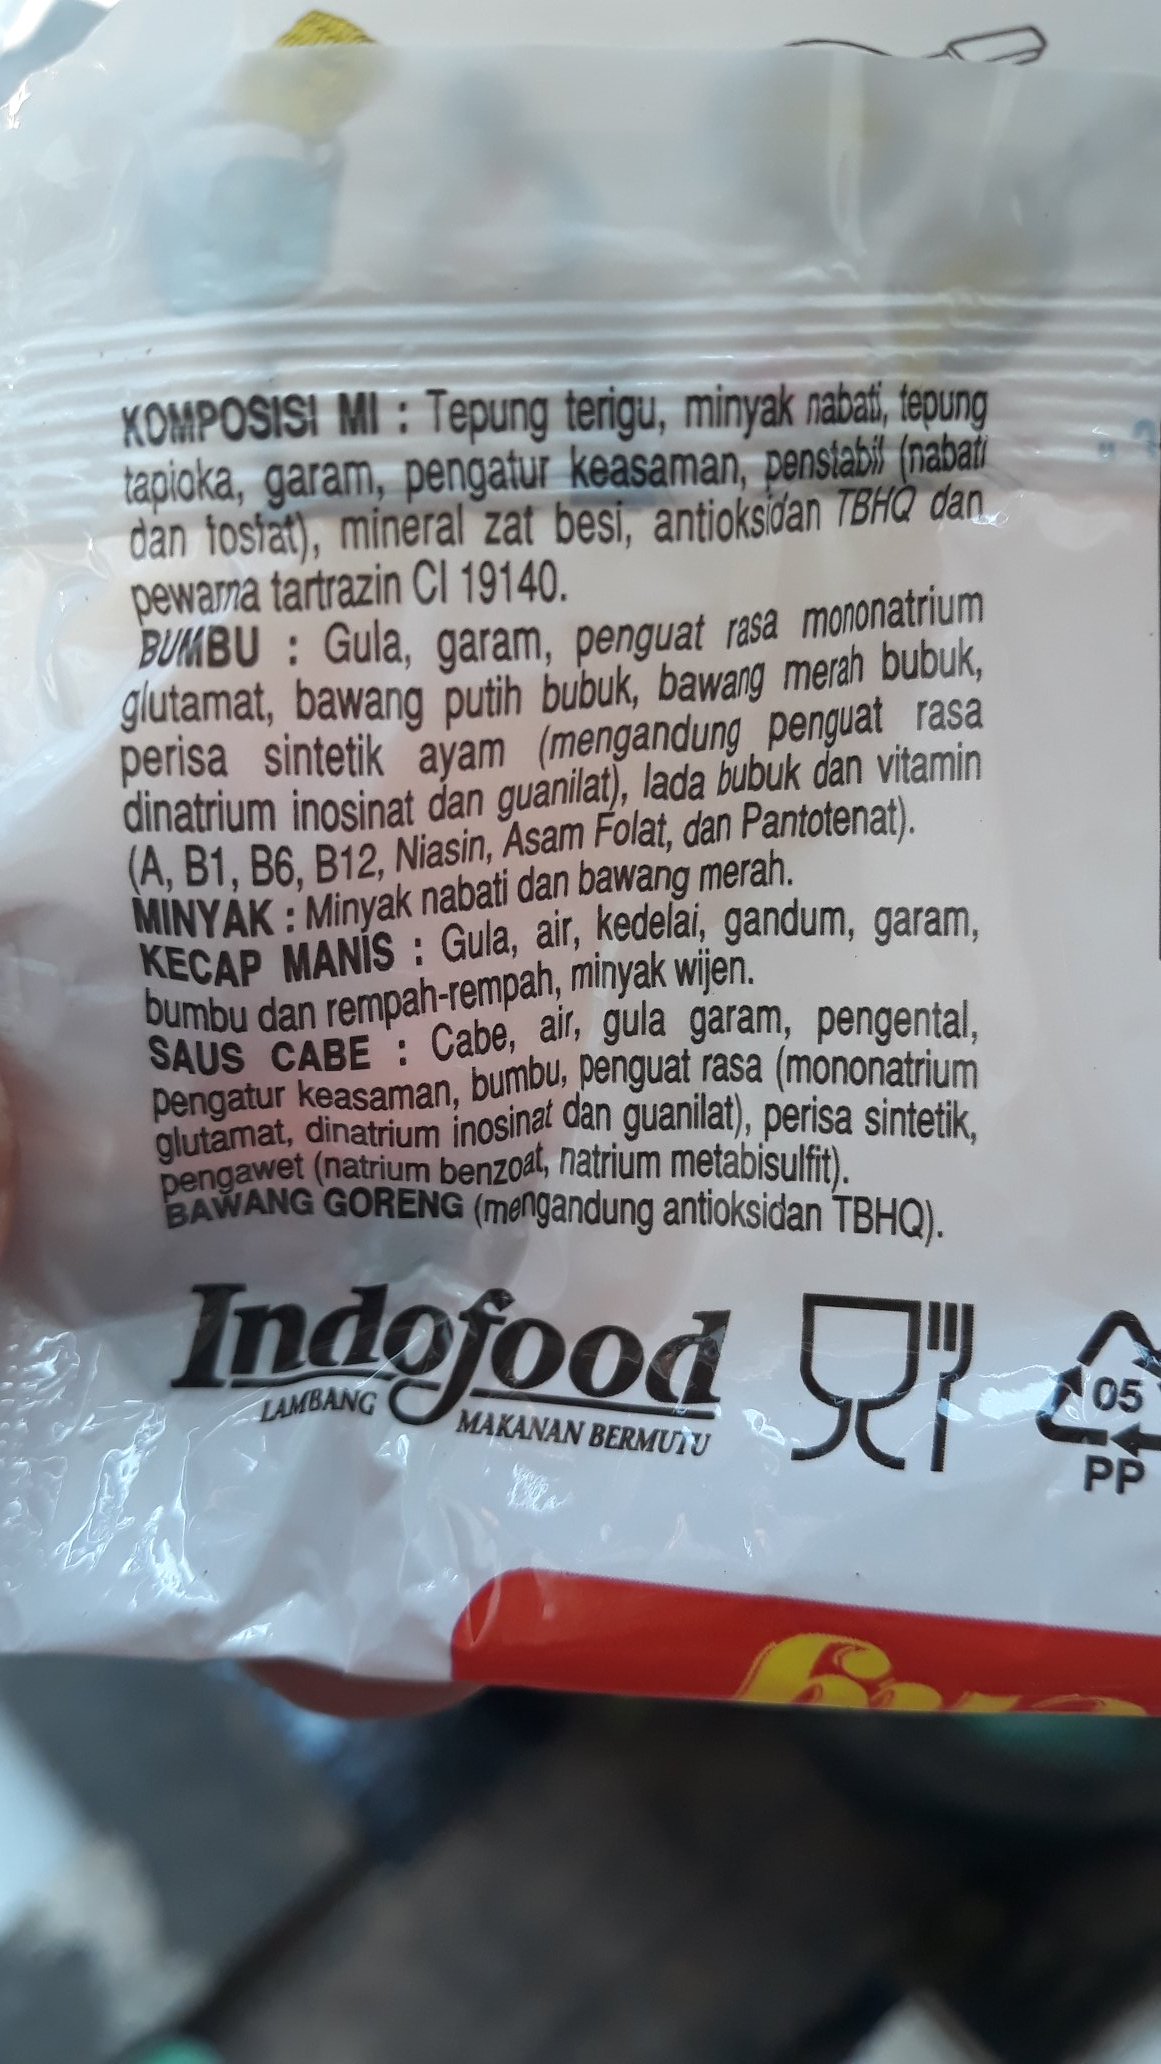 KOMPOSISI MI : Tepung terigu, minyak nabati, tepung
tapioka, garam, pengatur keasaman, penstabil (nabati
dan fosfat), mineral zat besi, antioksidan TBHQ dan
pewarna tartrazin CI 19140.
BUMBU : Gula, garam, penguat rasa mononatrium
glutamat, bawang putih bubuk, bawang merah bubuk,
perisa sintetik ayam (mengandung penguat rasa
dinatrium inosinat dan guanilat), lada bubuk dan vitamin
(A, B1, B6, B12, Niasin, Asam Folat, dan Pantotenat).
MINYAK : Minyak nabati dan bawang merah.
KECAP MANIS : Gula, air, kedelai, gandum, garam,
bumbu dan rempah-rempah, minyak wijen.
SAUS CABE : Cabe, air, gula garam, pengental,
pengatur keasaman, bumbu, penguat rasa (mononatrium
glutamat, dinatrium inosinat dan guanilat), perisa sintetik,
pengawet (natrium benzoat, natrium metabisulfit).
BAWANG GORENG (mengandung antioksidan TBHQ).
Indofood
LAMBANG MAKANAN BERMUTU
05
PP